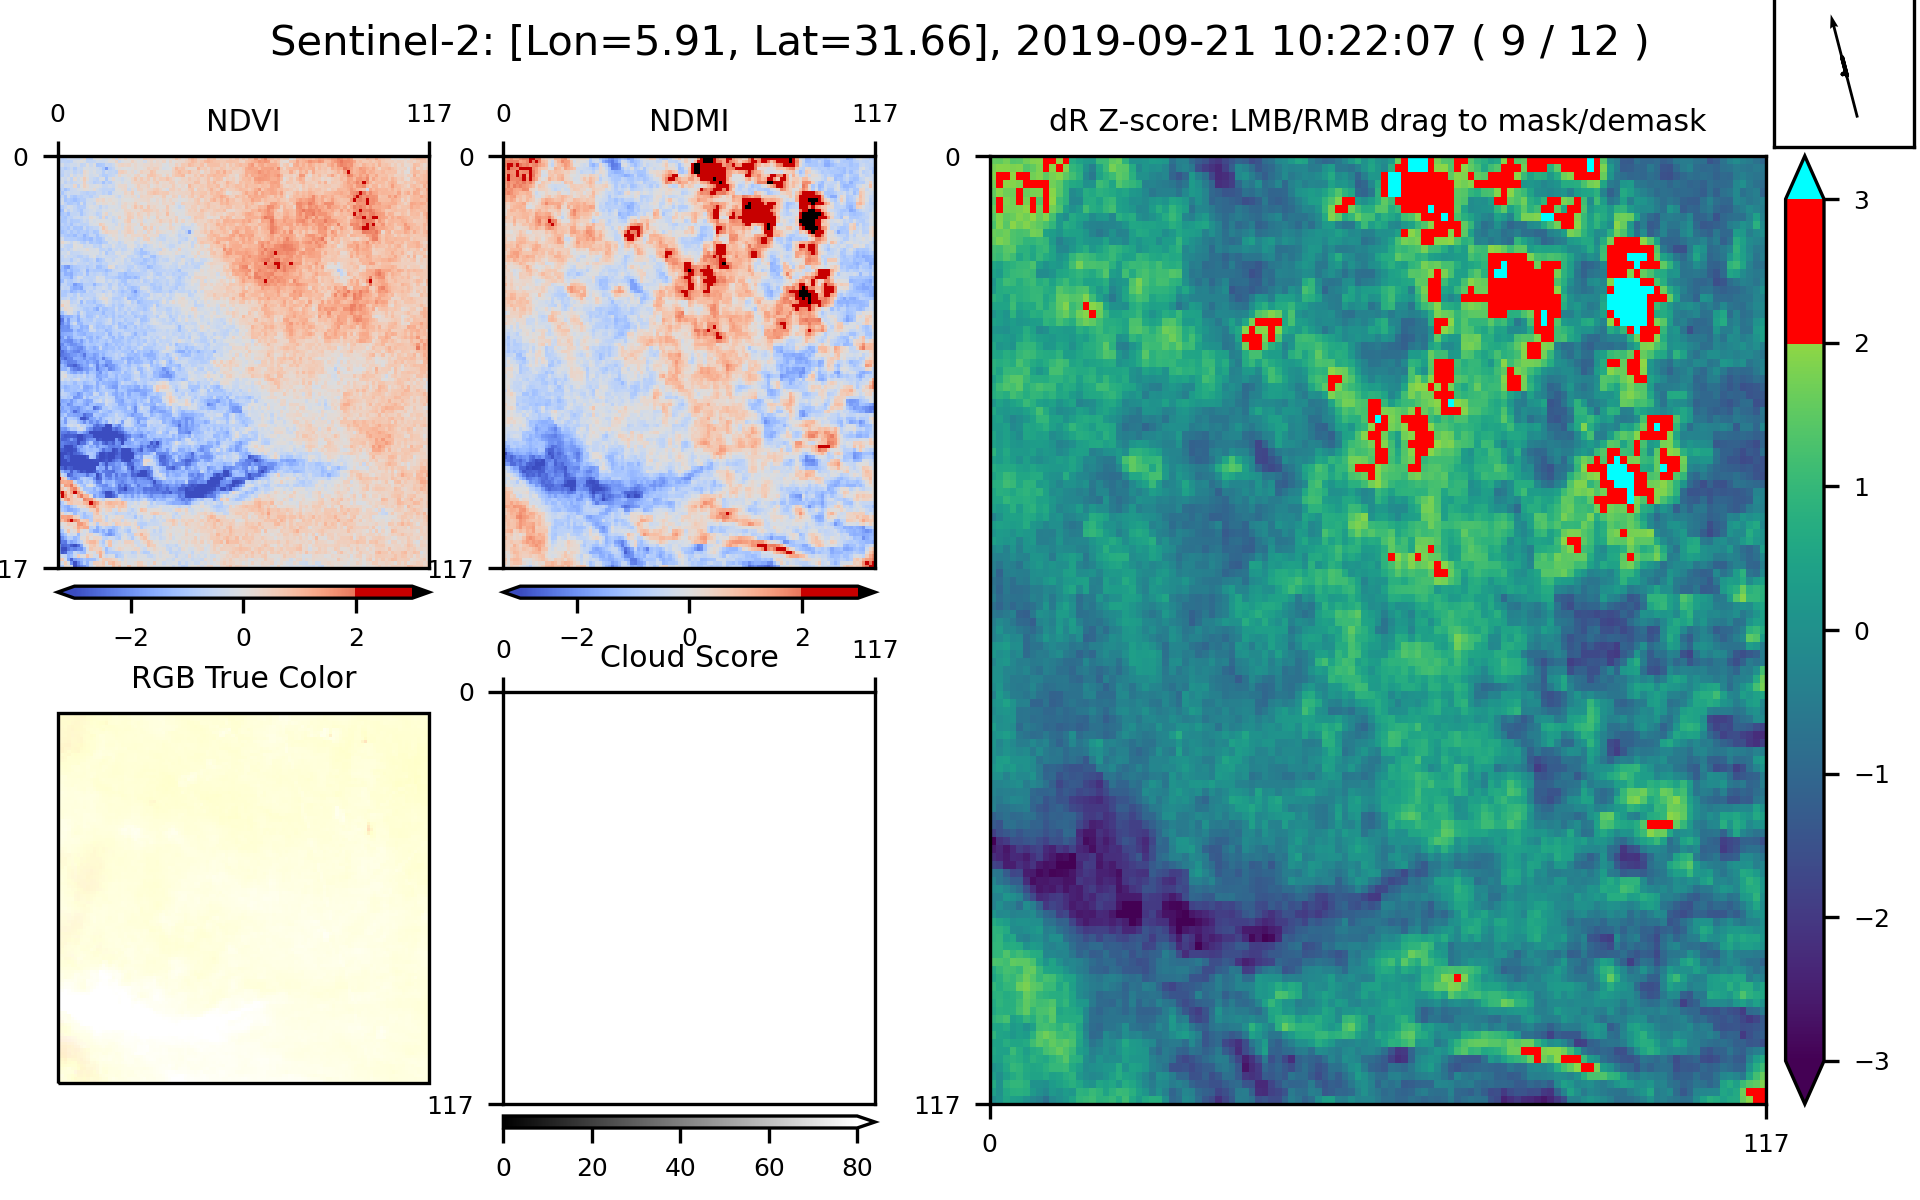 Sentinel-2: [Lon=5.91, Lat=31.66], 2019-09-21 10:22:07 ( 9 / 12 )
0 NDVI 117
0
17
−2 0 2
0 NDMI 117
0
117
−2 0 2
RGB True Color
0 Cloud Score 117
0
117
0 20 40 60 80
dR Z-score: LMB/RMB drag to mask/demask
0
117
0 117
3
2
1
0
−1
−2
−3